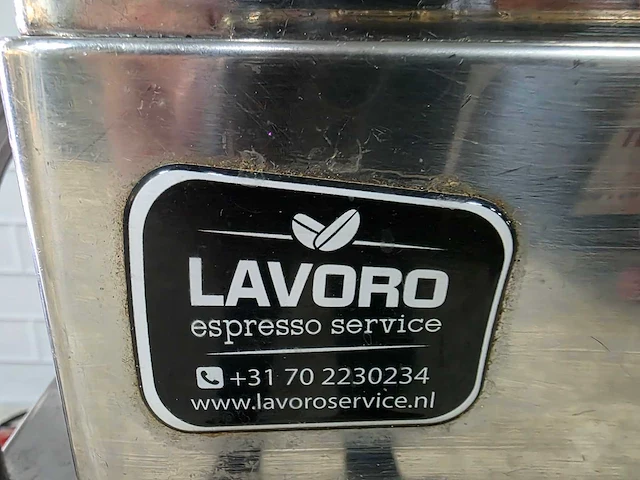 LAVORO
espresso service
+31 70 2230234
www.lavoroservice.nl